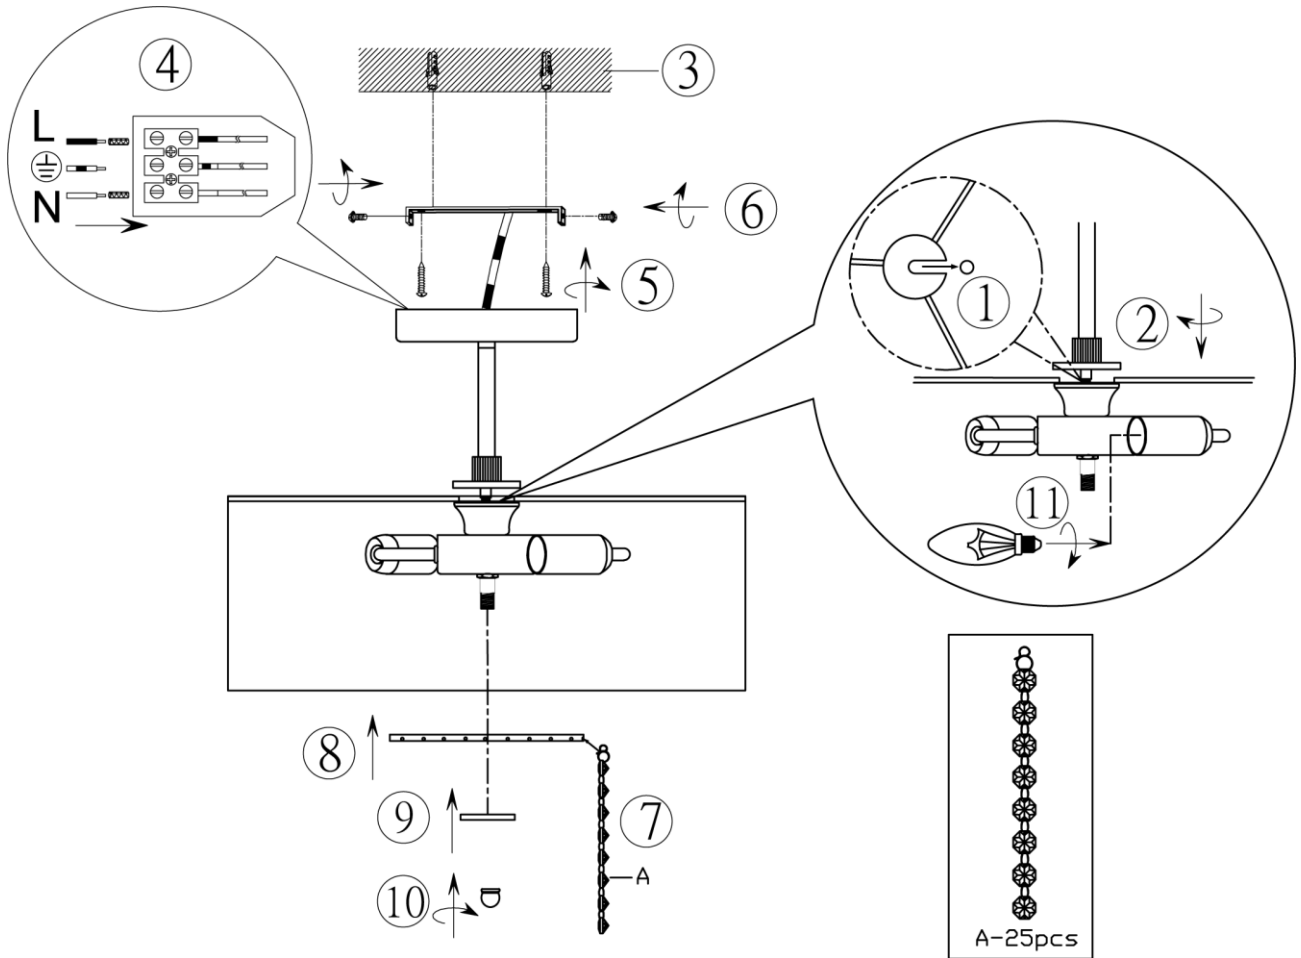 ④
③
L
N
⑥
⑤
①
②
⑪
⑧
⑨
⑦
A
⑩
A-25pcs